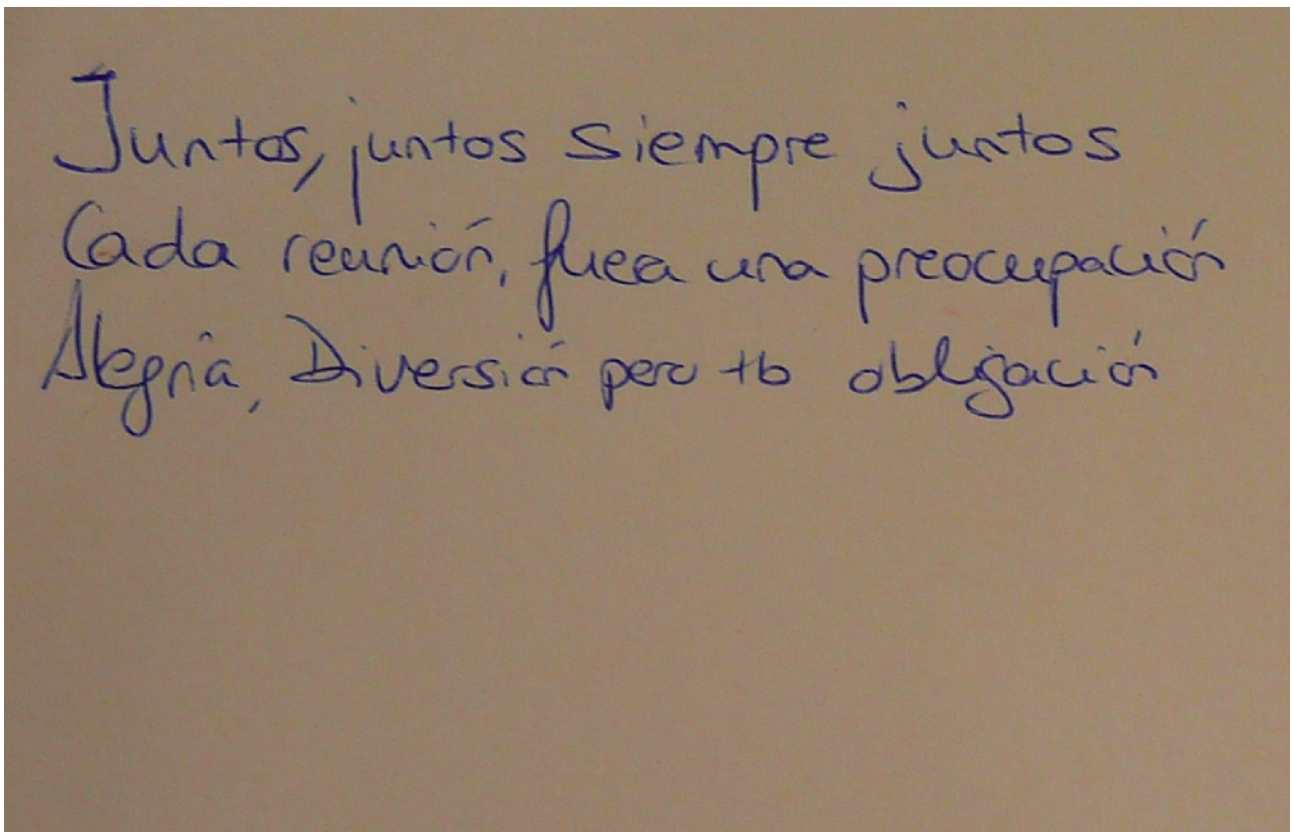 Juntos, juntos siempre juntos
Cada reunión, fuera una preocupación
Alegría, Diversión pero tb obligación